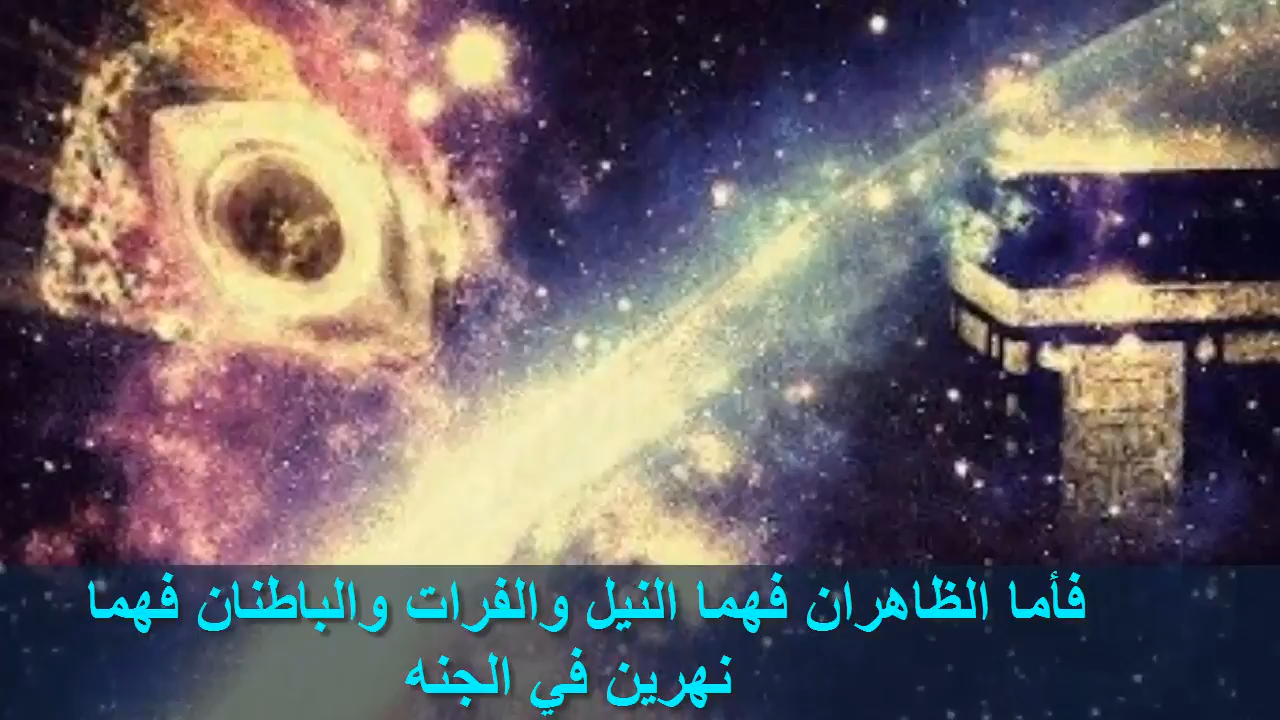 فأما الظاهران فهما النيل والفرات والباطنان فهما
نهرين في الجنه